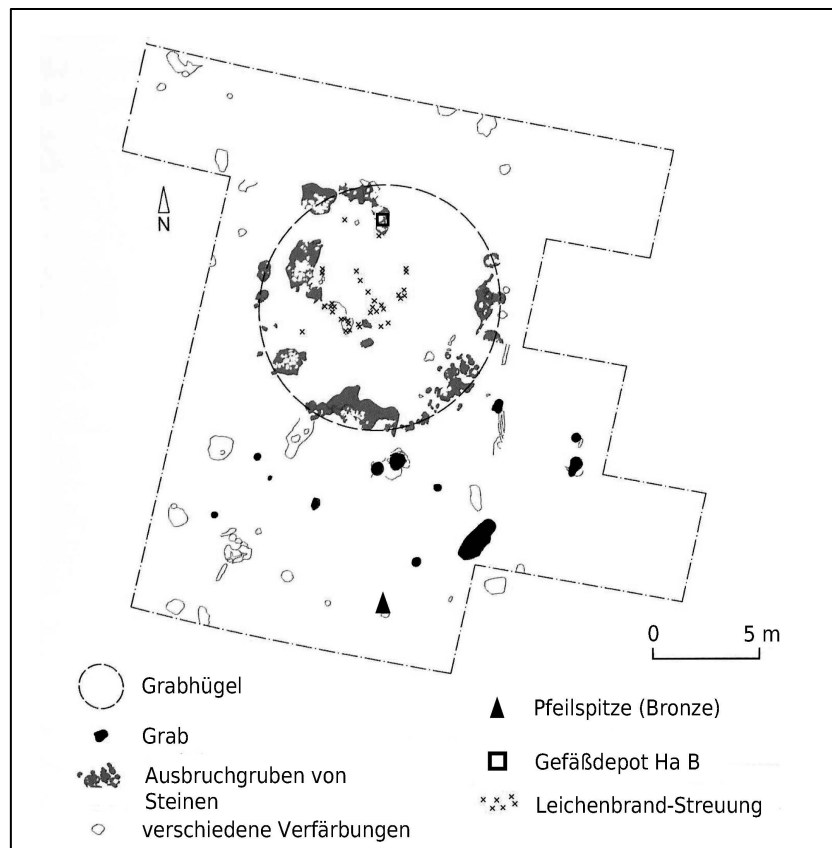 N
0 5 m
Grabhügel
Grab
Ausbruchgruben von
Steinen
verschiedene Verfärbungen
Pfeilspitze (Bronze)
Gefäßdepot Ha B
Leichenbrand-Streuung